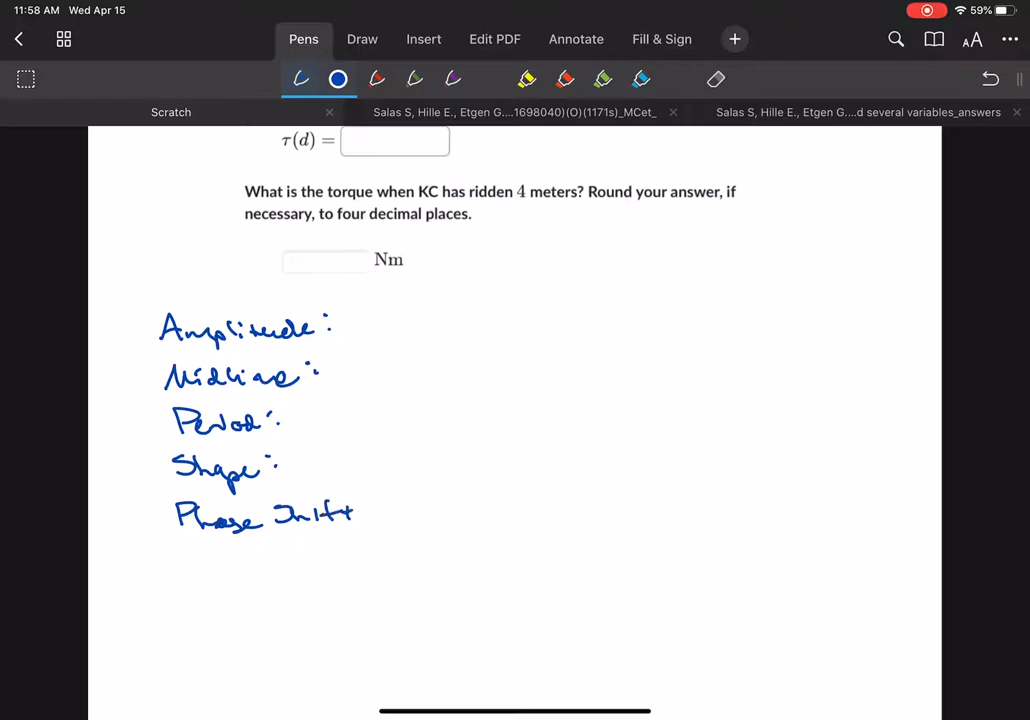 11:58 AM Wed Apr 15
59%
Pens Draw Insert Edit PDF Annotate Fill & Sign
AA
Scratch
Salas S, Hille E., Etgen G....1698040)(O)(1171s)_MCet_
Salas S, Hille E., Etgen G....d several variables_answers
τ(d) =
What is the torque when KC has ridden 4 meters? Round your answer, if
necessary, to four decimal places.
Nm
Amplitude:
Midline:
Period:
Shape:
Phase Shift